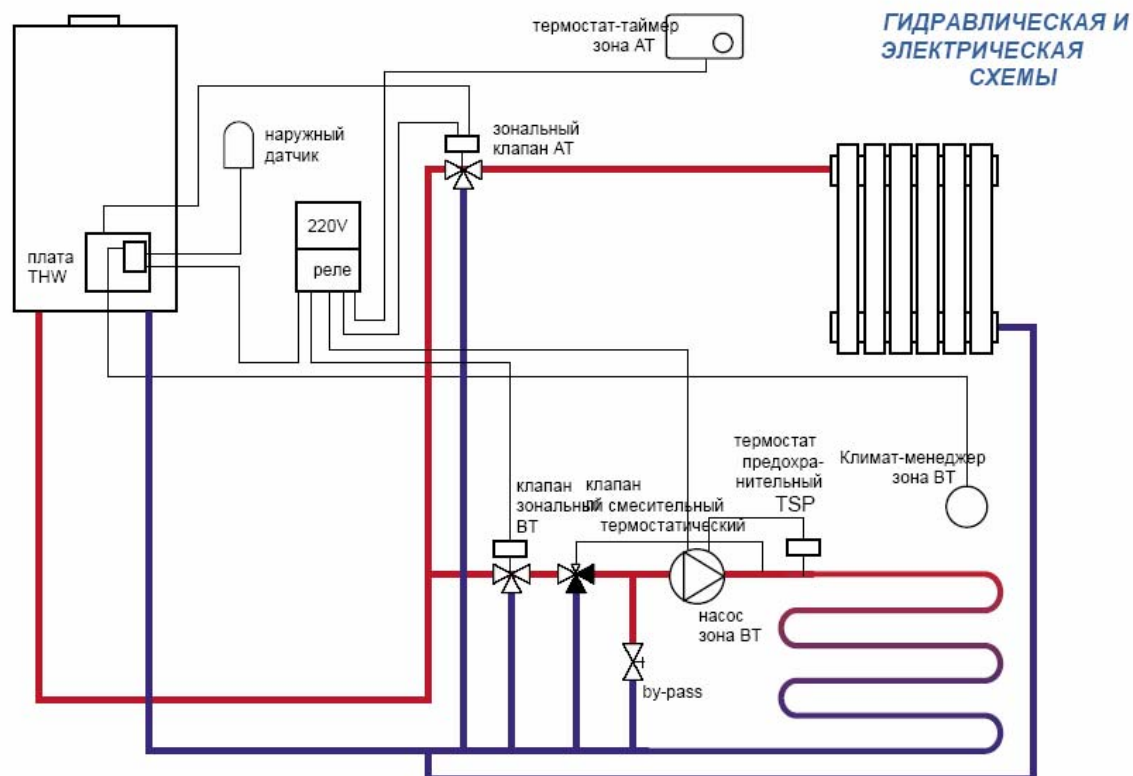 ГИДРАВЛИЧЕСКАЯ И
ЭЛЕКТРИЧЕСКАЯ
СХЕМЫ
термостат-таймер
зона АТ
зональный
клапан АТ
наружный
датчик
220V
реле
плата
THW
термостат
предохра-
нительный
TSP
Климат-менеджер
зона ВТ
клапан
зональный
ВТ
клапан
смесительный
термостатический
насос
зона ВТ
by-pass